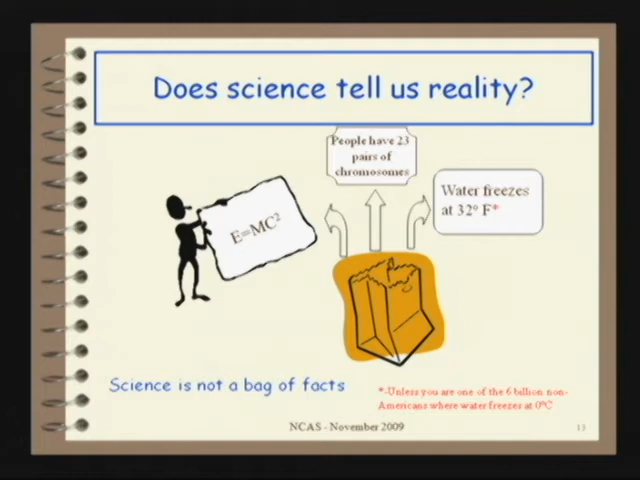 Does science tell us reality?
People have 23
pairs of
chromosomes
Water freezes
at 32° F*
E=MC²
Science is not a bag of facts
*-Unless you are one of the 6 billion non-
Americans where water freezes at 0°C
NCAS - November 2009
13